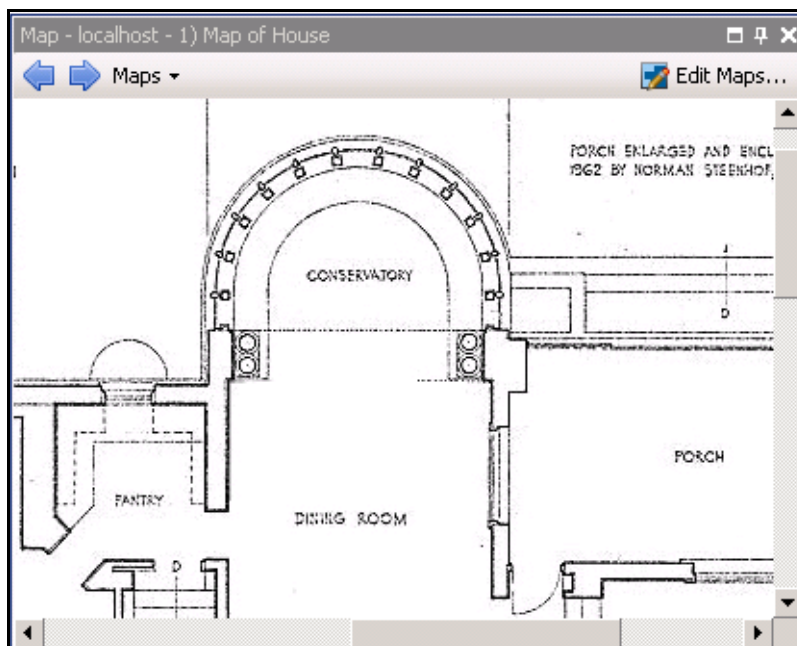 Map - localhost - 1) Map of House
Maps
Edit Maps...
PORCH ENLARGED AND ENCL
1962 BY NORMAN STEENHOF,
CONSERVATORY
D
PORCH
PANTRY
DINING ROOM
D